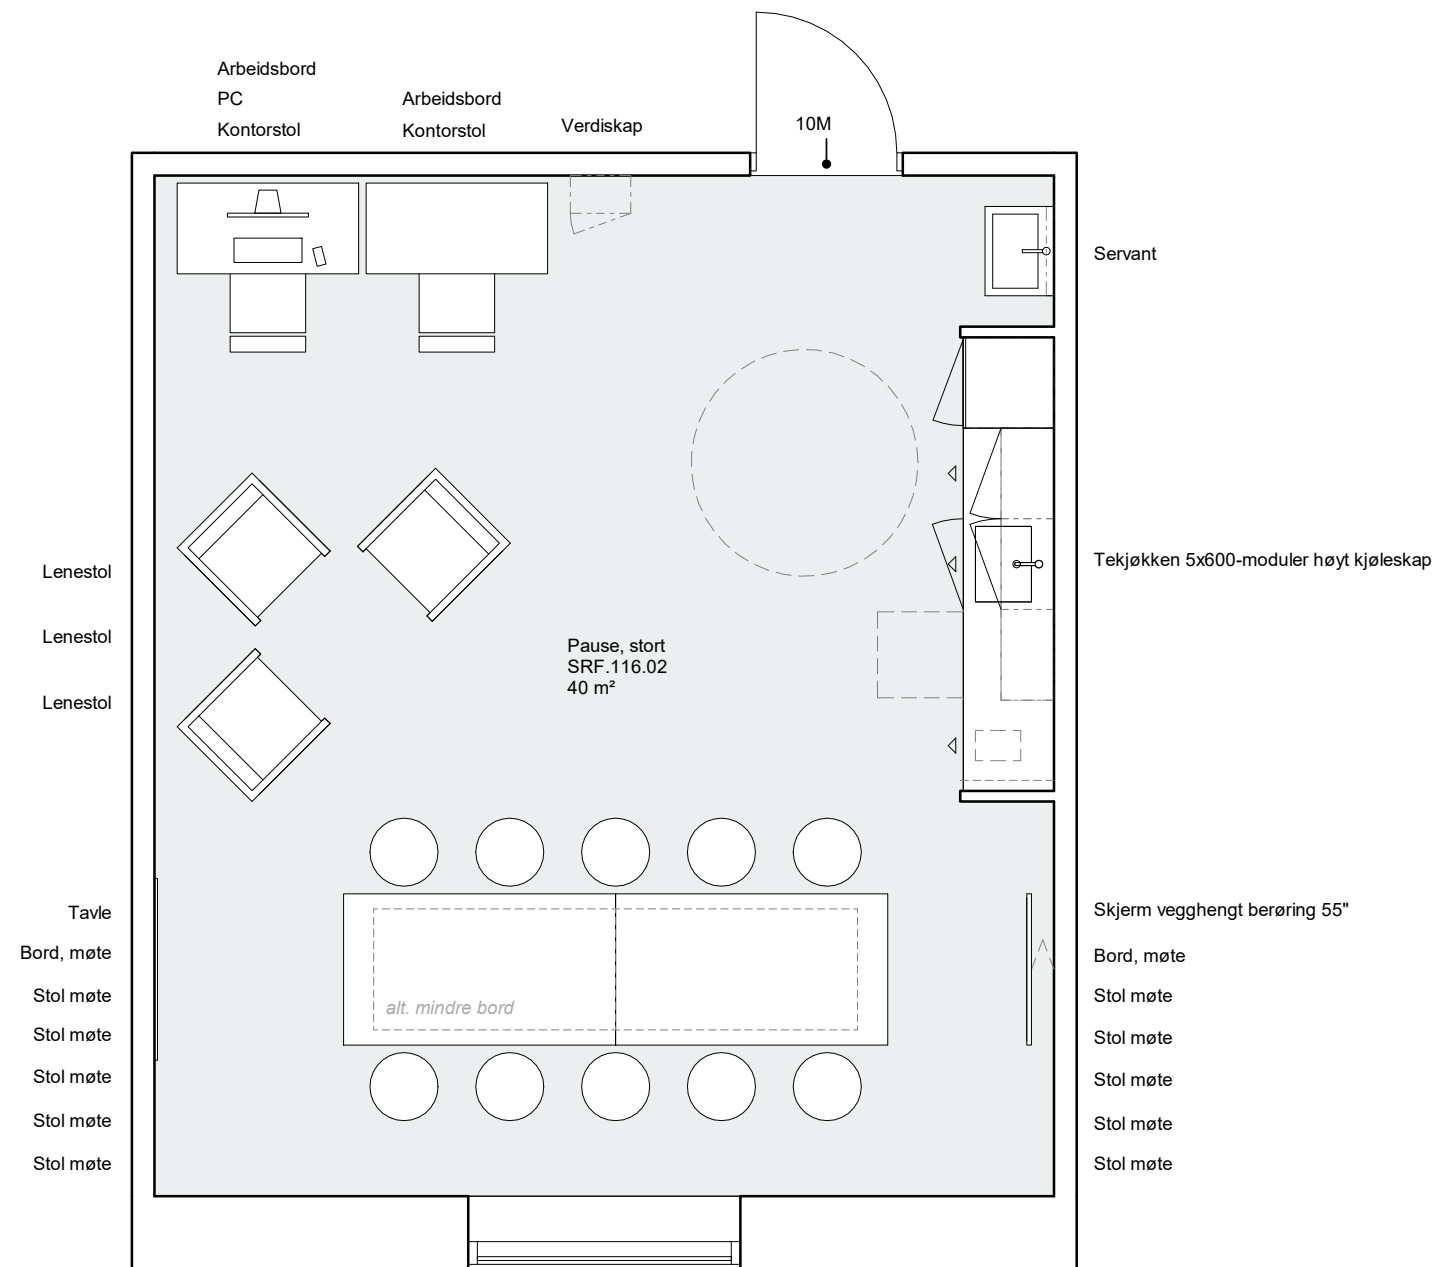 Arbeidsbord
PC
Kontorstol
Arbeidsbord
Kontorstol
Verdiskap
10M
Servant
Tekjøkken 5x600-moduler høyt kjøleskap
Lenestol
Lenestol
Lenestol
Pause, stort
SRF.116.02
40 m²
Tavle
Bord, møte
Stol møte
Stol møte
Stol møte
Stol møte
Stol møte
alt. mindre bord
Skjerm vegghengt berøring 55"
Bord, møte
Stol møte
Stol møte
Stol møte
Stol møte
Stol møte